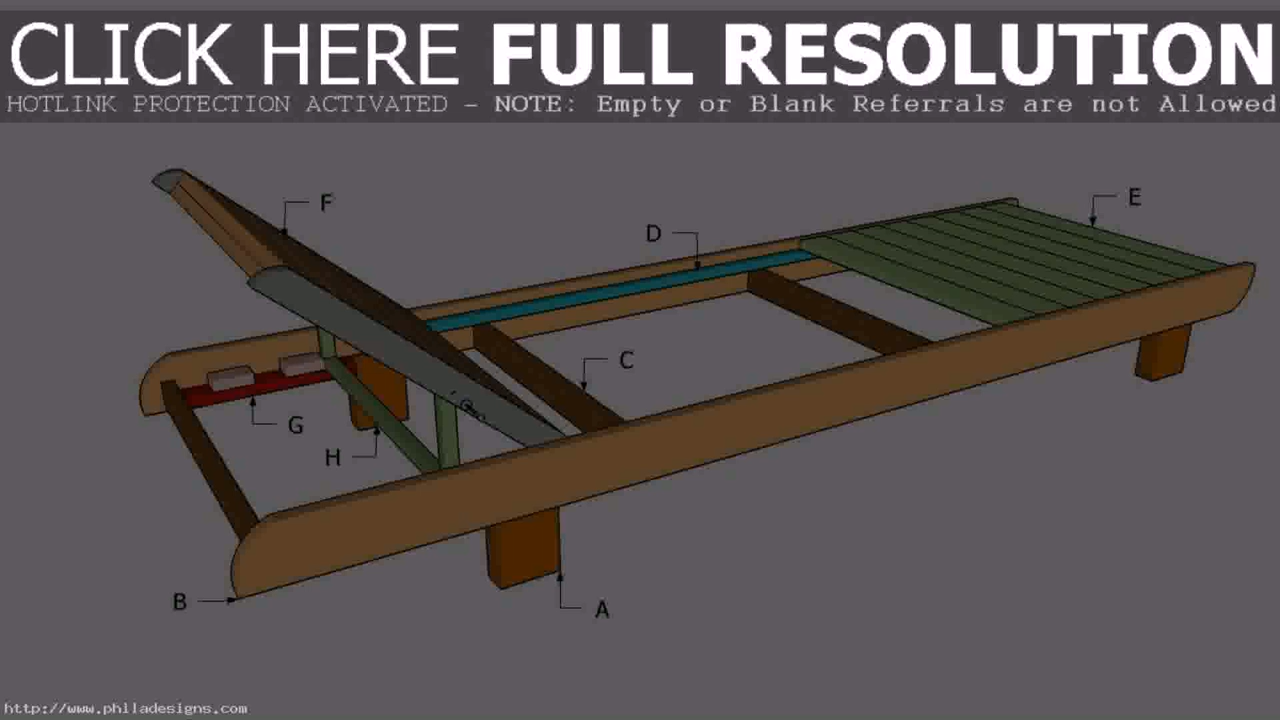 CLICK HERE FULL RESOLUTION
HOTLINK PROTECTION ACTIVATED – NOTE: Empty or Blank Referrals are not Allowed
F
E
D
C
G
H
B
A
http://www.philadesigns.com